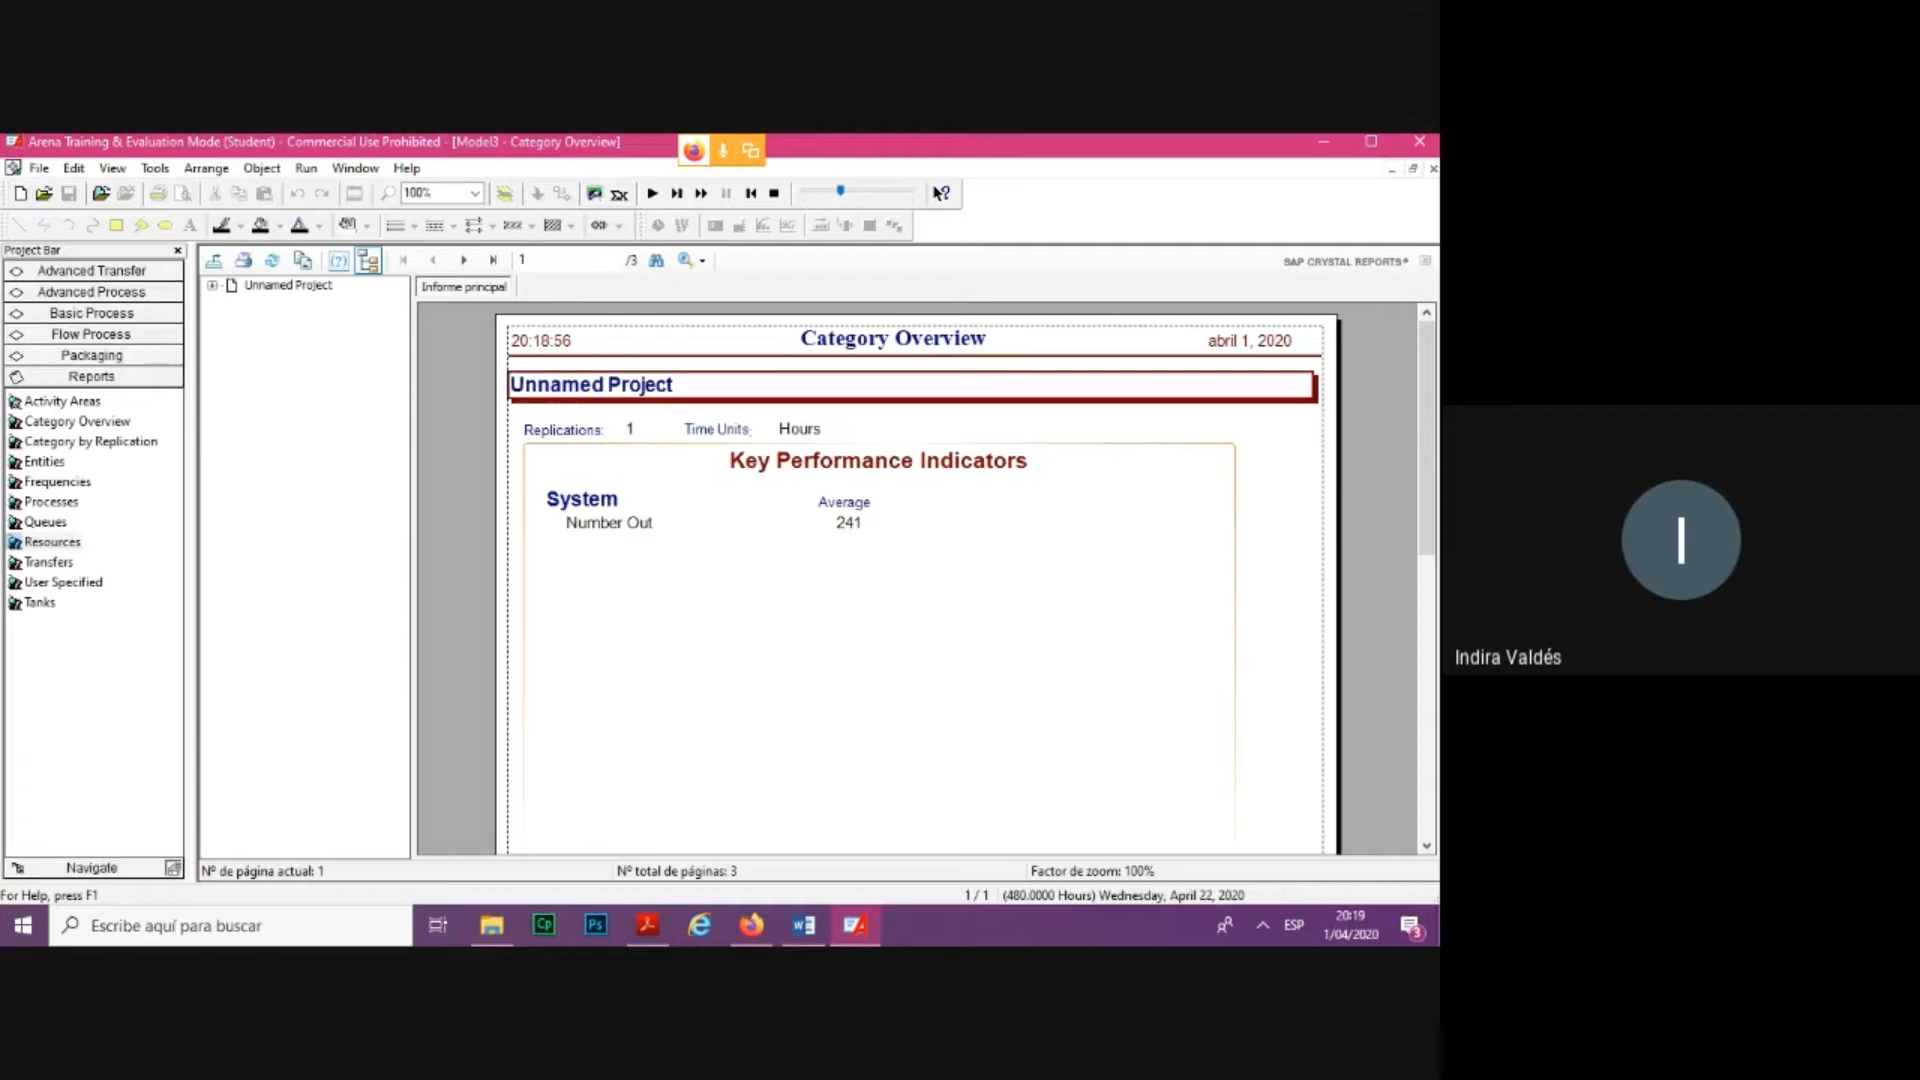 Arena Training & Evaluation Mode (Student) - Commercial Use Prohibited - [Model3 - Category Overview]
File Edit View Tools Arrange Object Run Window Help
100%
Project Bar
Advanced Transfer
Advanced Process
Basic Process
Flow Process
Packaging
Reports
Activity Areas
Category Overview
Category by Replication
Entities
Frequencies
Processes
Queues
Resources
Transfers
User Specified
Tanks
Navigate
1 /3
SAP CRYSTAL REPORTS®
Unnamed Project
Informe principal
20:18:56 Category Overview abril 1, 2020
Unnamed Project
Replications: 1 Time Units: Hours
Key Performance Indicators
System Average
Number Out 241
Nº de página actual: 1 Nº total de páginas: 3 Factor de zoom: 100%
For Help, press F1 1 / 1 (480.0000 Hours) Wednesday, April 22, 2020
Escribe aquí para buscar
Cp Ps
ESP
20:19
1/04/2020
3
I
Indira Valdés